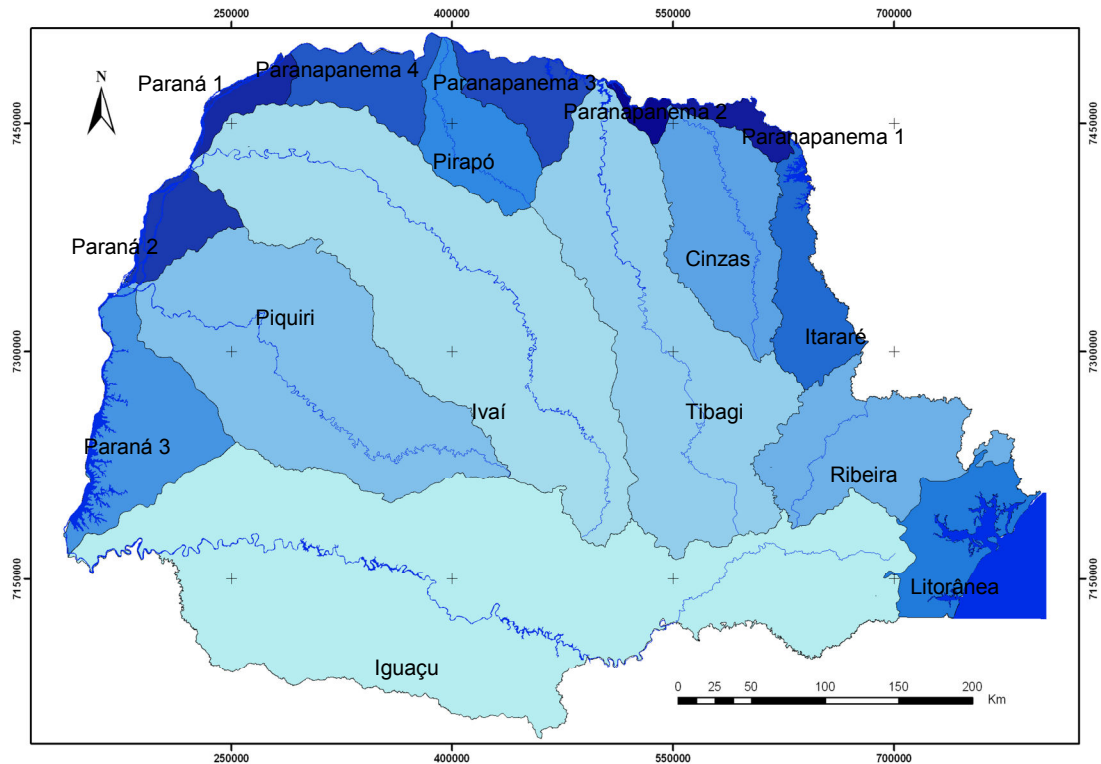 250000 400000 550000 700000
N
Paraná 1
Paranapanema 4
Paranapanema 3
Paranapanema 2
Paranapanema 1
7450000
7450000
Pirapó
Paraná 2
Cinzas
Piquiri
Itararé
7300000
7300000
Ivaí
Tibagi
Paraná 3
Ribeira
7150000
7150000
Litorânea
Iguaçu
0 25 50 100 150 200
Km
250000 400000 550000 700000